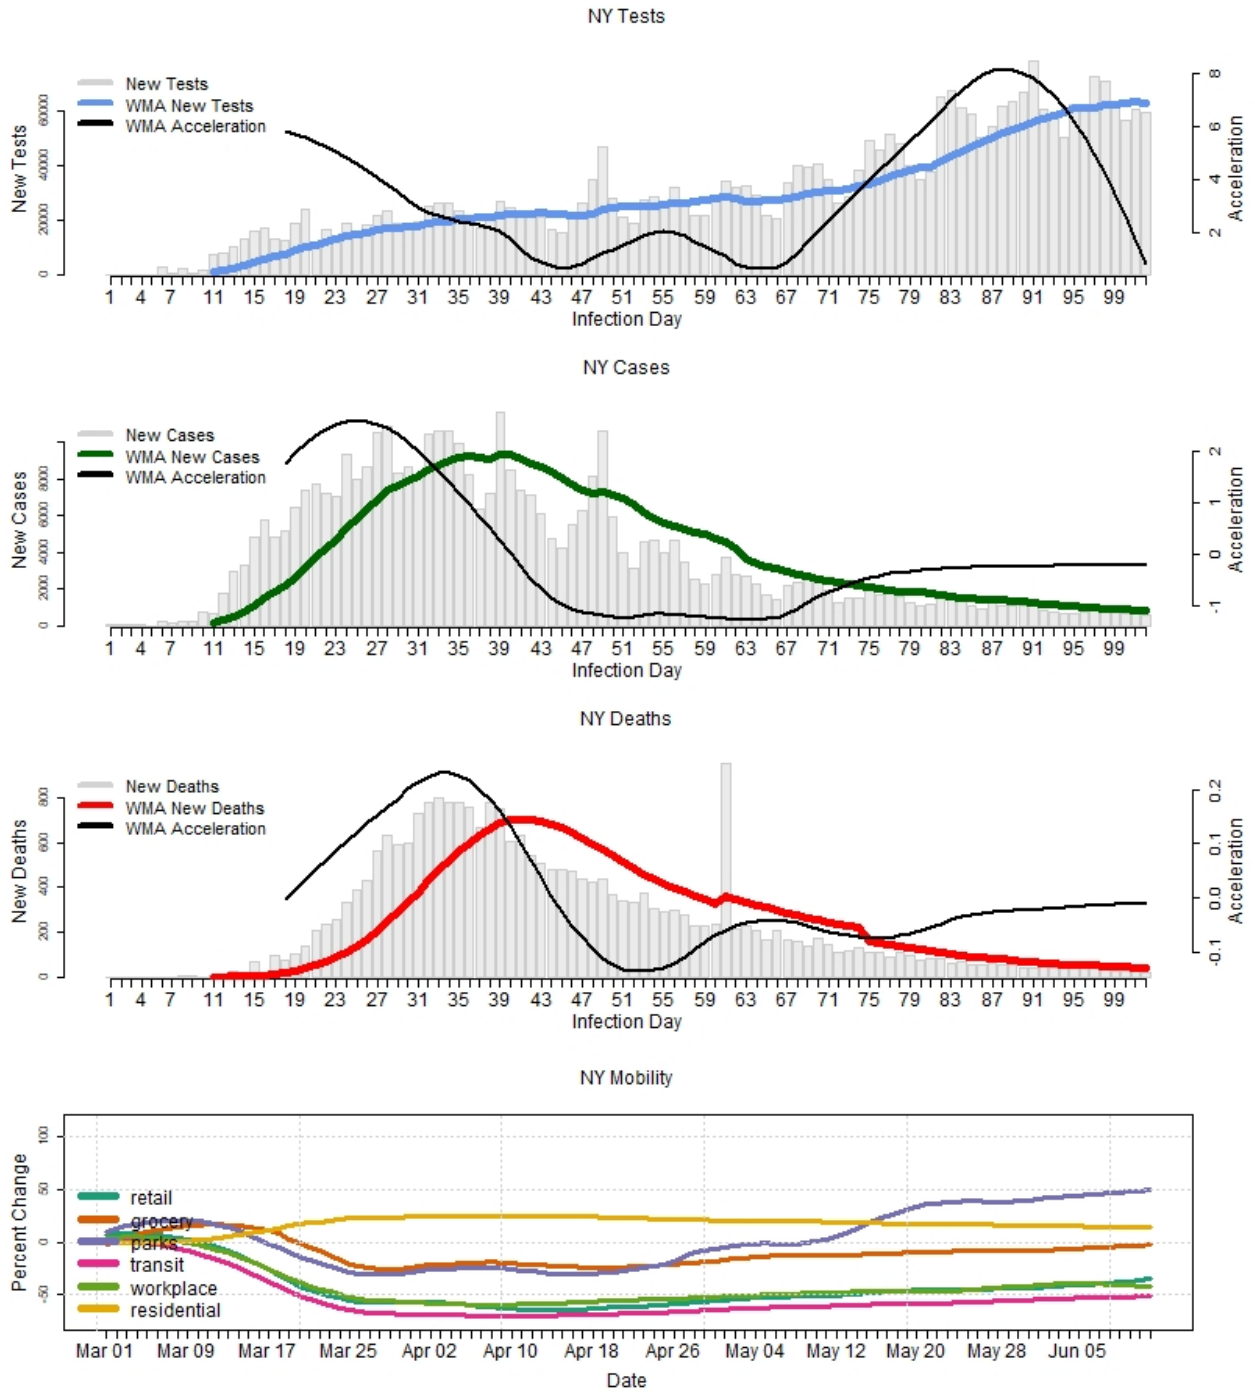 NY Tests
New Tests
WMA New Tests
WMA Acceleration
New Tests
0 20000 40000 60000
Acceleration
2 4 6 8
1 4 7 11 15 19 23 27 31 35 39 43 47 51 55 59 63 67 71 75 79 83 87 91 95 99
Infection Day
NY Cases
New Cases
WMA New Cases
WMA Acceleration
New Cases
0 2000 4000 6000 8000
Acceleration
-1 0 1 2
1 4 7 11 15 19 23 27 31 35 39 43 47 51 55 59 63 67 71 75 79 83 87 91 95 99
Infection Day
NY Deaths
New Deaths
WMA New Deaths
WMA Acceleration
New Deaths
0 200 400 600 800
Acceleration
-0.1 0.0 0.1 0.2
1 4 7 11 15 19 23 27 31 35 39 43 47 51 55 59 63 67 71 75 79 83 87 91 95 99
Infection Day
NY Mobility
Percent Change
-50 0 50 100
retail
grocery
parks
transit
workplace
residential
Mar 01 Mar 09 Mar 17 Mar 25 Apr 02 Apr 10 Apr 18 Apr 26 May 04 May 12 May 20 May 28 Jun 05
Date